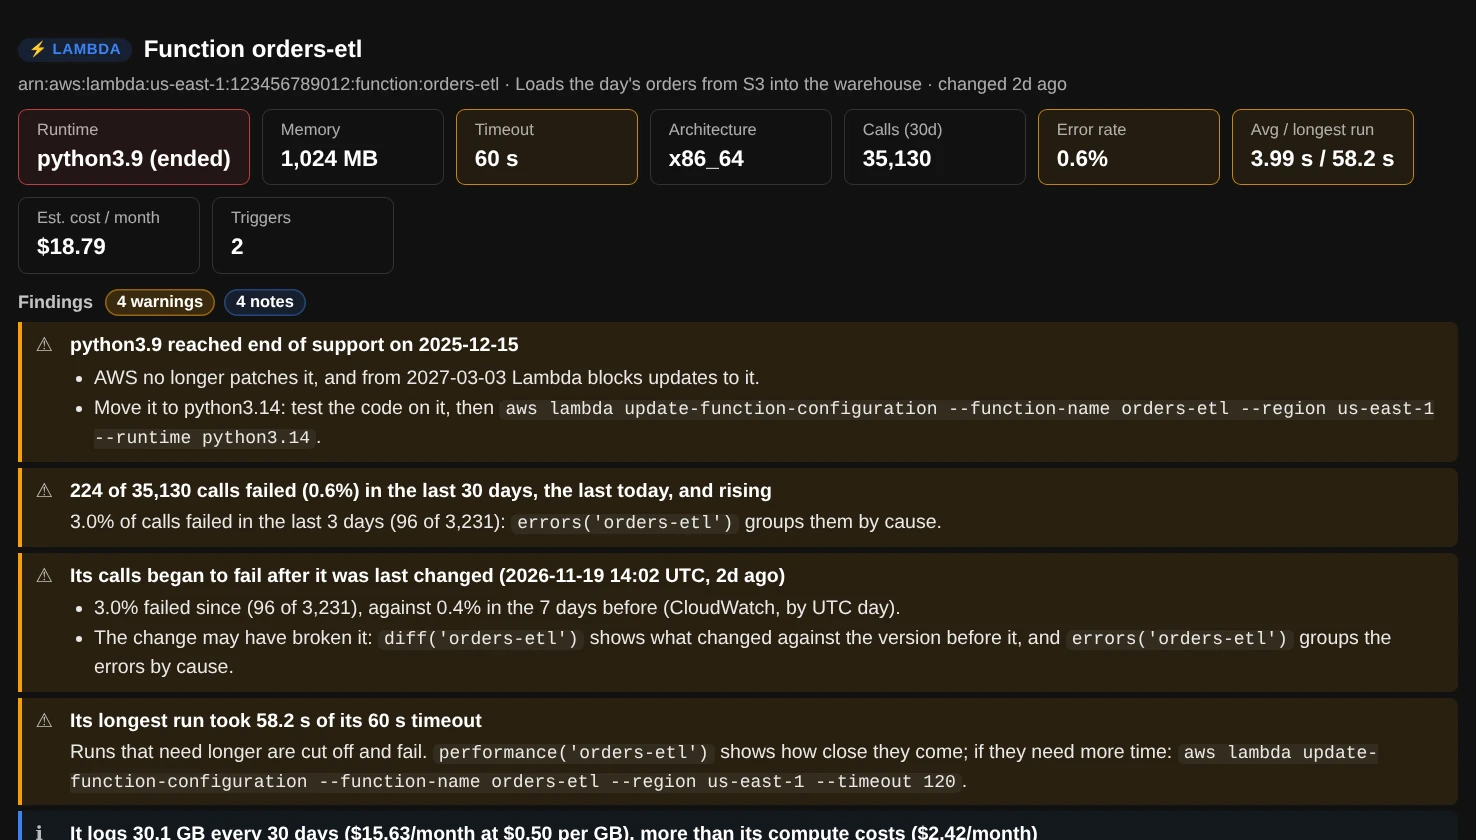 ⚡ LAMBDA Function orders-etl
arn:aws:lambda:us-east-1:123456789012:function:orders-etl · Loads the day's orders from S3 into the warehouse · changed 2d ago
Runtime Memory Timeout Architecture Calls (30d) Error rate Avg / longest run
python3.9 (ended) 1,024 MB 60 s x86_64 35,130 0.6% 3.99 s / 58.2 s
Est. cost / month Triggers
$18.79 2
Findings 4 warnings 4 notes
⚠ python3.9 reached end of support on 2025-12-15
• AWS no longer patches it, and from 2027-03-03 Lambda blocks updates to it.
• Move it to python3.14: test the code on it, then aws lambda update-function-configuration --function-name orders-etl --region us-east-1
--runtime python3.14.
⚠ 224 of 35,130 calls failed (0.6%) in the last 30 days, the last today, and rising
3.0% of calls failed in the last 3 days (96 of 3,231): errors('orders-etl') groups them by cause.
⚠ Its calls began to fail after it was last changed (2026-11-19 14:02 UTC, 2d ago)
• 3.0% failed since (96 of 3,231), against 0.4% in the 7 days before (CloudWatch, by UTC day).
• The change may have broken it: diff('orders-etl') shows what changed against the version before it, and errors('orders-etl') groups the
errors by cause.
⚠ Its longest run took 58.2 s of its 60 s timeout
Runs that need longer are cut off and fail. performance('orders-etl') shows how close they come; if they need more time: aws lambda update-
function-configuration --function-name orders-etl --region us-east-1 --timeout 120.
ℹ It logs 30.1 GB every 30 days ($15.63/month at $0.50 per GB), more than its compute costs ($2.42/month)